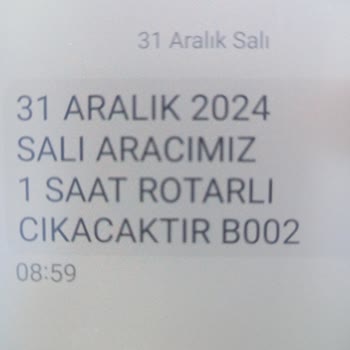 31 Aralık Salı
31 ARALIK 2024
SALI ARACIMIZ
1 SAAT ROTARLI
CIKACAKTIR B002
08:59